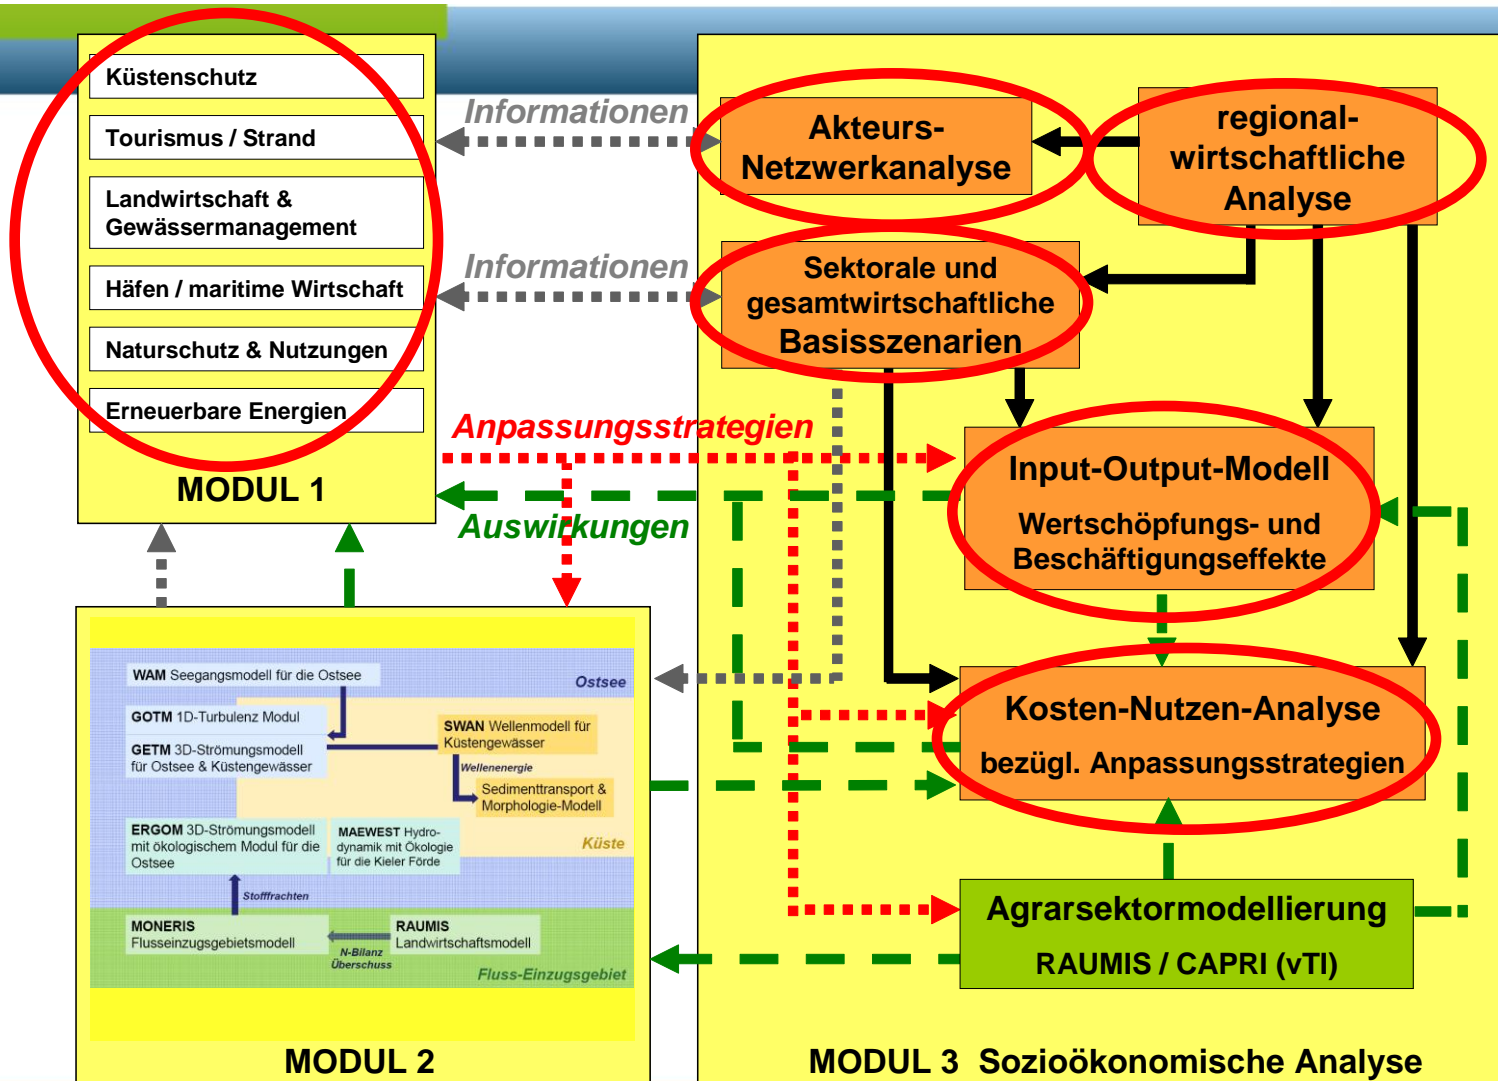 Küstenschutz
Tourismus / Strand
Landwirtschaft &
Gewässermanagement
Häfen / maritime Wirtschaft
Naturschutz & Nutzungen
Erneuerbare Energien
MODUL 1
Informationen
Informationen
Anpassungsstrategien
Auswirkungen
Akteurs-
Netzwerkanalyse
regional-
wirtschaftliche
Analyse
Sektorale und
gesamtwirtschaftliche
Basisszenarien
Input-Output-Modell
Wertschöpfungs- und
Beschäftigungseffekte
Kosten-Nutzen-Analyse
bezügl. Anpassungsstrategien
Agrarsektormodellierung
RAUMIS / CAPRI (vTI)
MODUL 3 Sozioökonomische Analyse
WAM Seegangsmodell für die Ostsee
Ostsee
GOTM 1D-Turbulenz Modul
GETM 3D-Strömungsmodell
für Ostsee & Küstengewässer
SWAN Wellenmodell für
Küstengewässer
Wellenenergie
Sedimenttransport &
Morphologie-Modell
ERGOM 3D-Strömungsmodell
mit ökologischem Modul für die
Ostsee
MAEWEST Hydro-
dynamik mit Ökologie
für die Kieler Förde
Küste
Stofffrachten
MONERIS
Flusseinzugsgebietsmodell
N-Bilanz
Überschuss
RAUMIS
Landwirtschaftsmodell
Fluss-Einzugsgebiet
MODUL 2